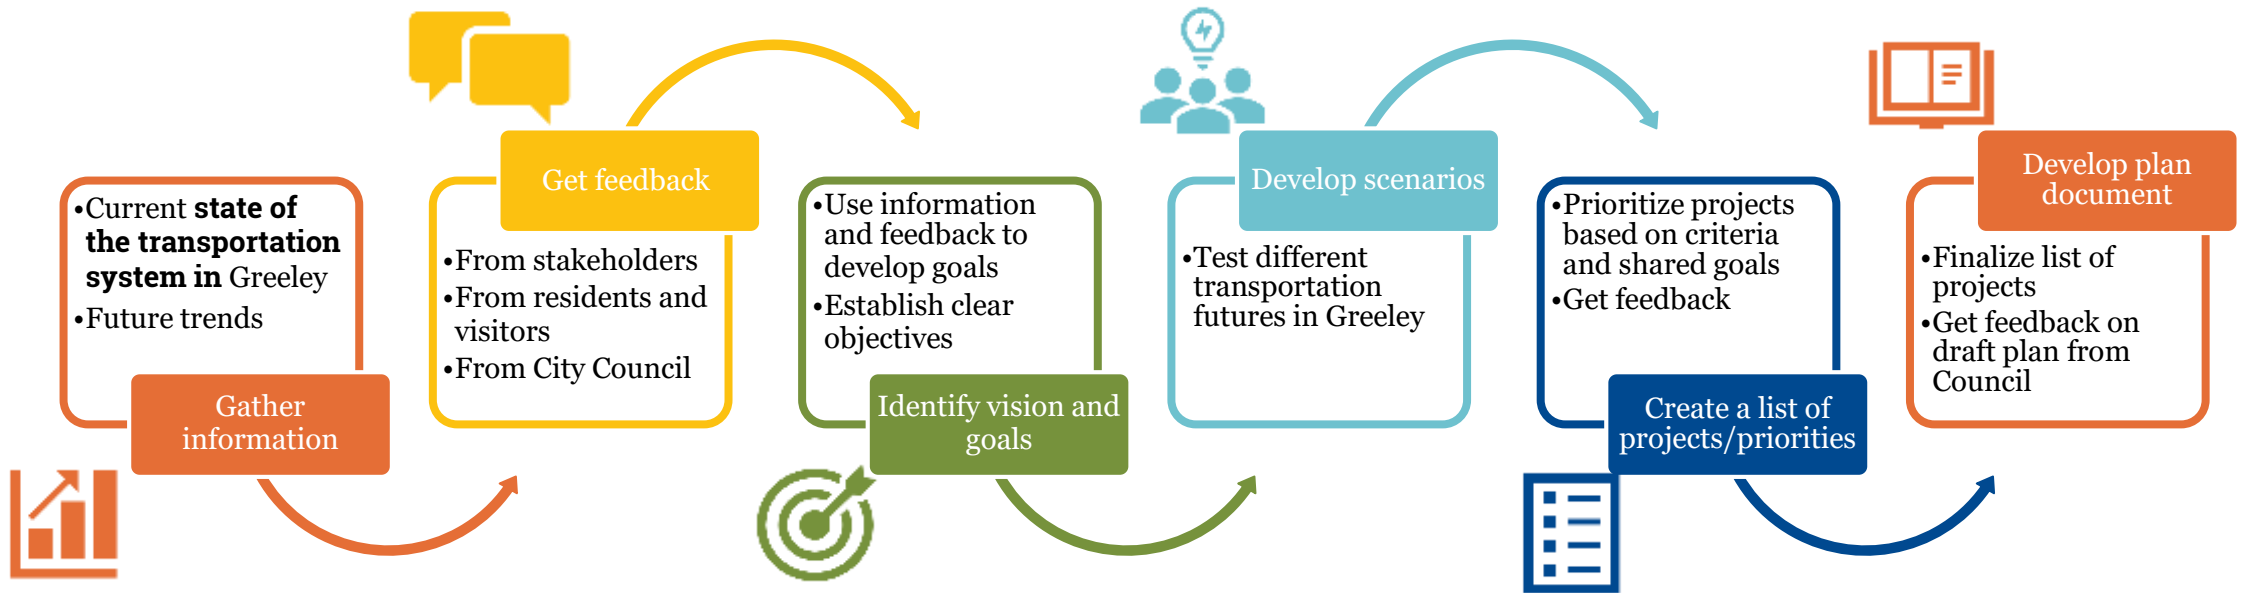 •Current state of
the transportation
system in Greeley
•Future trends
Gather
information
Get feedback
•From stakeholders
•From residents and
visitors
•From City Council
•Use information
and feedback to
develop goals
•Establish clear
objectives
Identify vision and
goals
Develop scenarios
•Test different
transportation
futures in Greeley
•Prioritize projects
based on criteria
and shared goals
•Get feedback
Create a list of
projects/priorities
Develop plan
document
•Finalize list of
projects
•Get feedback on
draft plan from
Council